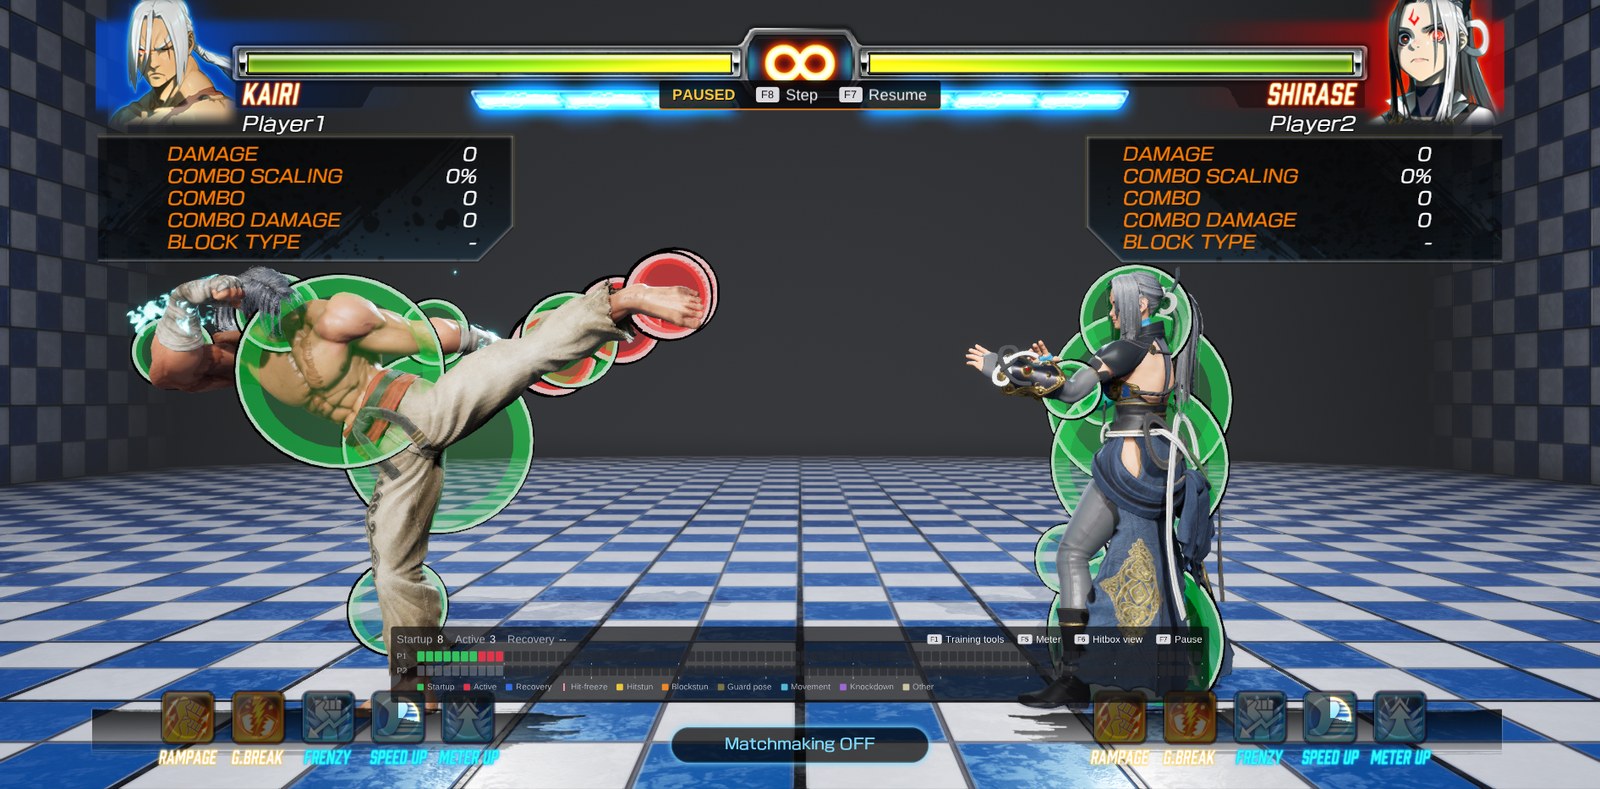 KAIRI
Player1
PAUSED F8 Step F7 Resume
SHIRASE
Player2
DAMAGE 0
COMBO SCALING 0%
COMBO 0
COMBO DAMAGE 0
BLOCK TYPE -
DAMAGE 0
COMBO SCALING 0%
COMBO 0
COMBO DAMAGE 0
BLOCK TYPE -
Startup 8 Active 3 Recovery --
F1 Training tools F5 Meter F6 Hitbox view F7 Pause
P1
P2
Startup Active Recovery Hit-freeze Hitstun Blockstun Guard pose Movement Knockdown Other
RAMPAGE G.BREAK FRENZY SPEED UP METER UP
Matchmaking OFF
RAMPAGE G.BREAK FRENZY SPEED UP METER UP